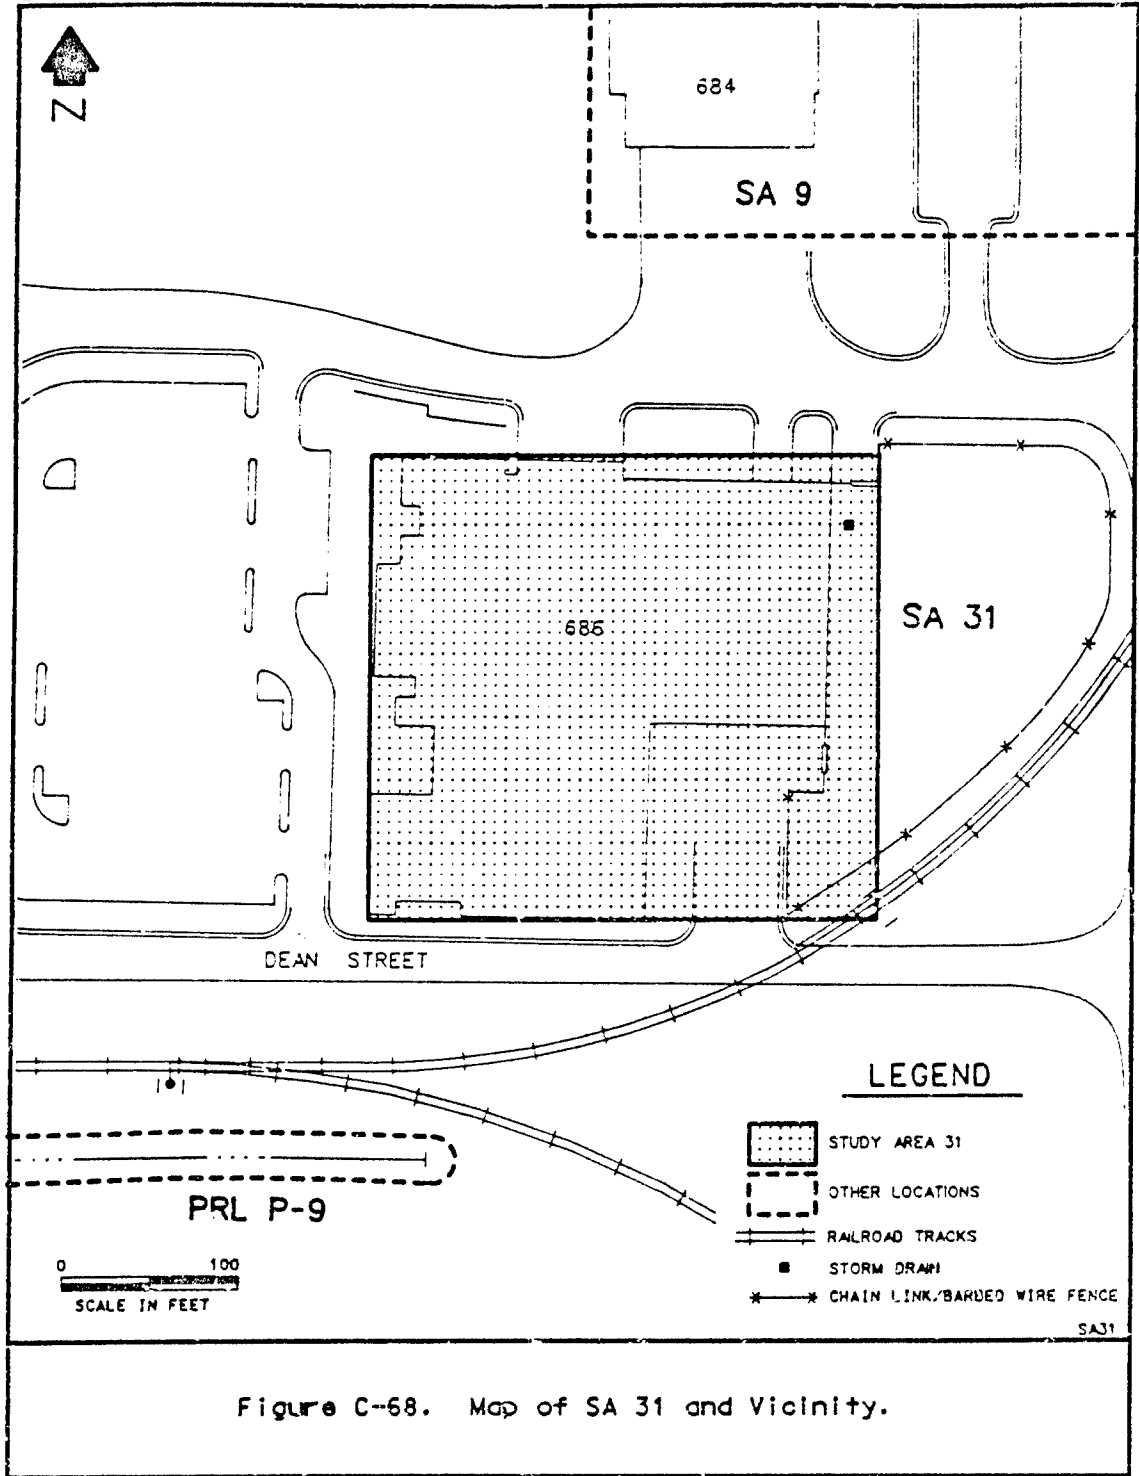 N
684
SA 9
686
SA 31
DEAN STREET
LEGEND
STUDY AREA 31
OTHER LOCATIONS
RAILROAD TRACKS
STORM DRAIN
CHAIN LINK/BARBED WIRE FENCE
PRL P-9
0 100
SCALE IN FEET
SA31
Figure C-68. Map of SA 31 and Vicinity.